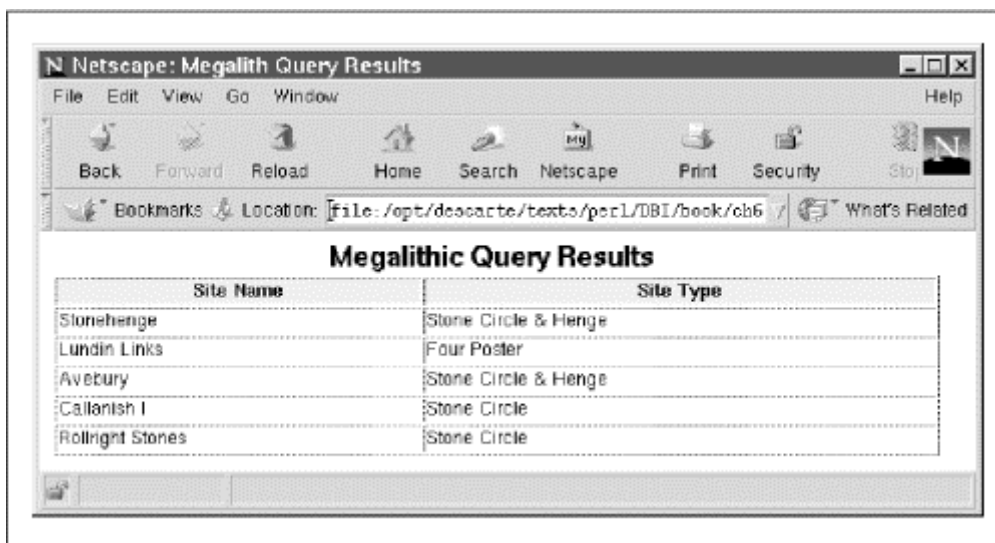 N Netscape: Megalith Query Results
File Edit View Go Window Help
My
N
Back Forward Reload Home Search Netscape Print Security Stop
Bookmarks Location: file:/opt/descarte/texts/perl/DBI/book/ch6 What's Related
Megalithic Query Results
Site Name Site Type
Stonehenge Stone Circle & Henge
Lundin Links Four Poster
Avebury Stone Circle & Henge
Callanish I Stone Circle
Rollright Stones Stone Circle